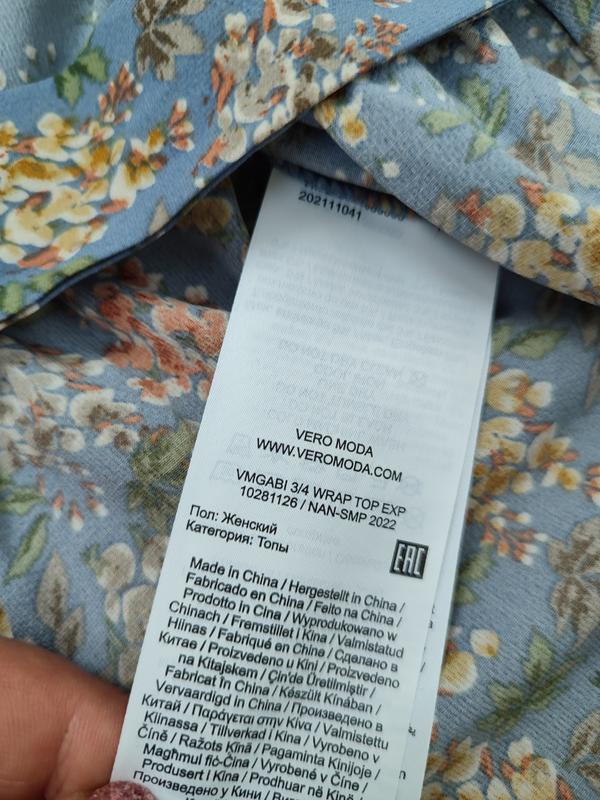 202111041
VERO MODA
WWW.VEROMODA.COM
VMGABI 3/4 WRAP TOP EXP
10281126 / NAN-SMP 2022
Пол: Женский
Категория: Топы
EAC
Made in China / Hergestellt in China /
Fabricado en China / Feito na China /
Prodotto in Cina / Wyprodukowano w
Chinach / Fremstillet i Kina / Valmistatud
Hiinas / Fabriqué en Chine / Сделано в
Китае / Proizvedeno u Kini / Proizvedeno
na Kitajskem / Çin'de Üretilmiştir /
Fabricat în China / Készült Kínában /
Vervaardigd in China / Произведено в
Китай / Παράγεται στην Κίνα / Valmistettu
Kiinassa / Tillverkad i Kina / Vyrobeno v
Číně / Ražots Ķīnā / Pagaminta Kinijoje /
Magħmul fiċ-Ċina / Vyrobené v Číne /
Produsert i Kina / Prodhuar në Kinë /
Произведено у Кини /